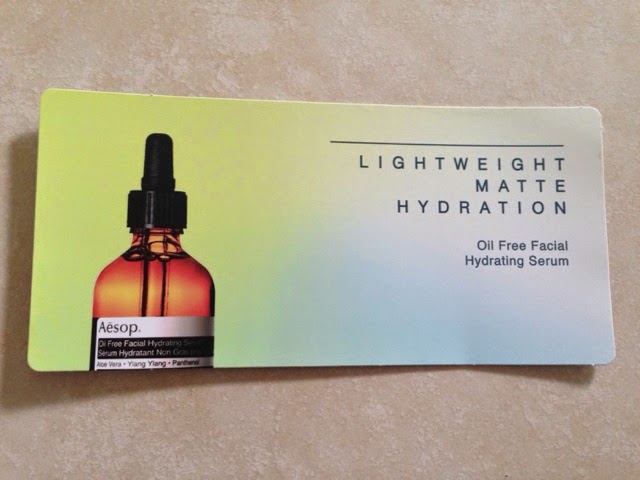 LIGHTWEIGHT
MATTE
HYDRATION
Oil Free Facial
Hydrating Serum
Aēsop.
Oil Free Facial Hydrating
Sérum Hydratant Non Gras
Aloe Vera • Ylang Ylang • Panthenol